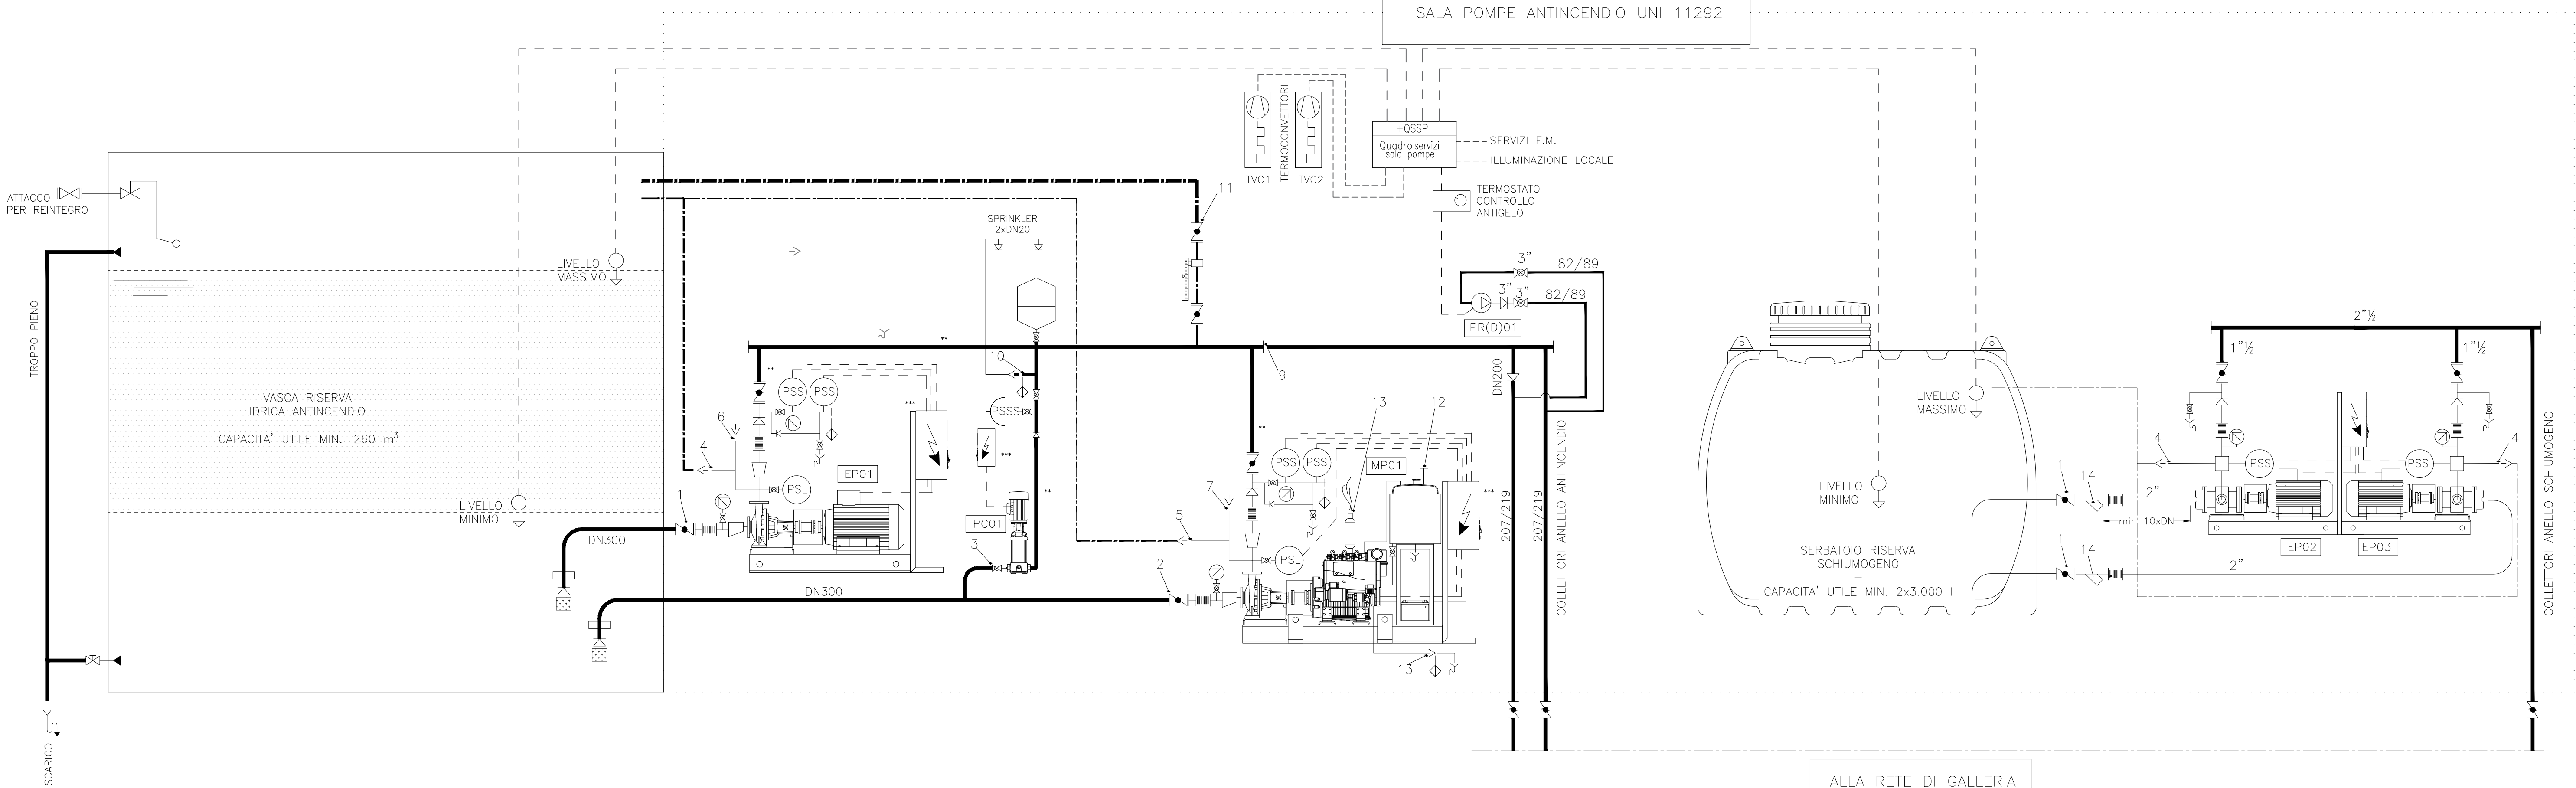 SALA POMPE ANTINCENDIO UNI 11292
ATTACCO
PER REINTEGRO
TROPPO PIENO
SCARICO
LIVELLO
MASSIMO
VASCA RISERVA
IDRICA ANTINCENDIO
–
CAPACITA' UTILE MIN. 260 m³
LIVELLO
MINIMO
DN300
DN300
TVC1
TERMOCONVETTORI
TVC2
+QSSP
Quadro servizi
sala pompe
SERVIZI F.M.
ILLUMINAZIONE LOCALE
TERMOSTATO
CONTROLLO
ANTIGELO
SPRINKLER
2xDN20
11
**
10
9
**
PSS
PSS
***
6
4
PSL
EP01
1
PSSS
***
**
PC01
3
**
PSS
PSS
13
12
MP01
***
7
5
PSL
2
13
3"
82/89
3"
3"
82/89
PR(D)01
DN200
207/219
207/219
COLLETTORI ANELLO ANTINCENDIO
LIVELLO
MASSIMO
LIVELLO
MINIMO
SERBATOIO RISERVA
SCHIUMOGENO
–
CAPACITA' UTILE MIN. 2x3.000 l
1
14
2"
min. 10xDN
1
14
2"
2"½
1"½
1"½
4
PSS
PSS
4
EP02
EP03
COLLETTORI ANELLO SCHIUMOGENO
ALLA RETE DI GALLERIA